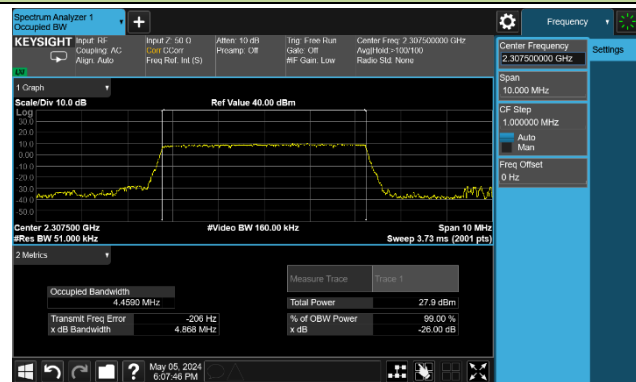 Spectrum Analyzer 1
Occupied BW
Frequency
KEYSIGHT
Input: RF
Coupling: AC
Align: Auto
Input Z: 50 Ω
Corr CCorr
Freq Ref: Int (S)
Atten: 10 dB
Preamp: Off
Trig: Free Run
Gate: Off
#IF Gain: Low
Center Freq: 2.307500000 GHz
Avg|Hold:>100/100
Radio Std: None
Center Frequency
2.307500000 GHz
Settings
Span
10.000 MHz
CF Step
1.000000 MHz
Auto
Man
Freq Offset
0 Hz
1 Graph
Scale/Div 10.0 dB
Ref Value 40.00 dBm
Log
30.0
20.0
10.0
0.00
-10.0
-20.0
-30.0
-40.0
-50.0
Center 2.307500 GHz
#Video BW 160.00 kHz
Span 10 MHz
#Res BW 51.000 kHz
Sweep 3.73 ms (2001 pts)
2 Metrics
Measure Trace
Trace 1
Occupied Bandwidth
4.4590 MHz
Total Power
27.9 dBm
Transmit Freq Error
-206 Hz
% of OBW Power
99.00 %
x dB Bandwidth
4.868 MHz
x dB
-26.00 dB
?
May 05, 2024
6:07:46 PM